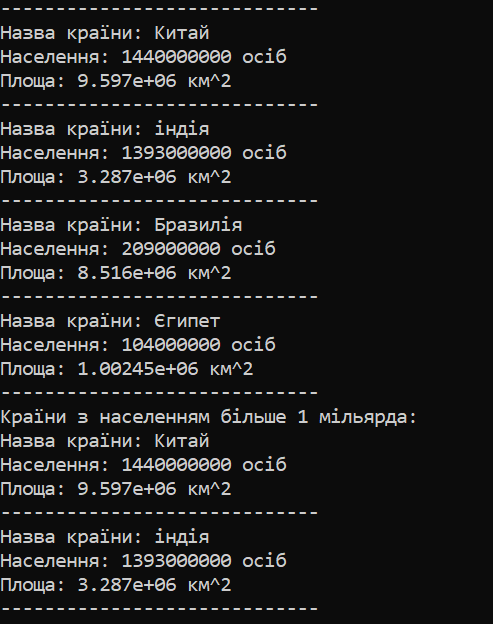 -----------------------------
Назва країни: Китай
Населення: 1440000000 осіб
Площа: 9.597e+06 км^2
-----------------------------
Назва країни: індія
Населення: 1393000000 осіб
Площа: 3.287e+06 км^2
-----------------------------
Назва країни: Бразилія
Населення: 209000000 осіб
Площа: 8.516e+06 км^2
-----------------------------
Назва країни: Єгипет
Населення: 104000000 осіб
Площа: 1.00245e+06 км^2
-----------------------------
Країни з населенням більше 1 мільярда:
Назва країни: Китай
Населення: 1440000000 осіб
Площа: 9.597e+06 км^2
-----------------------------
Назва країни: індія
Населення: 1393000000 осіб
Площа: 3.287e+06 км^2
-----------------------------